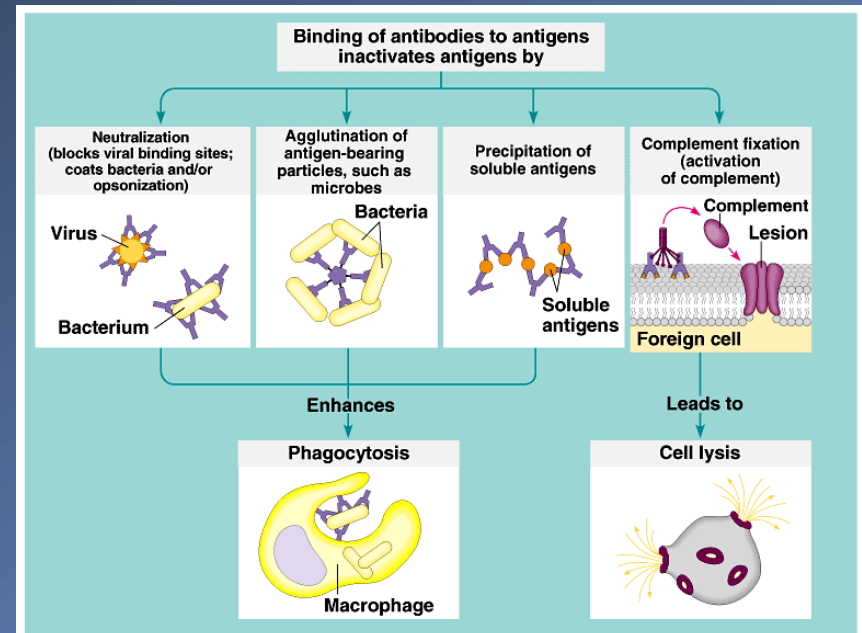 Binding of antibodies to antigens
inactivates antigens by
Neutralization
(blocks viral binding sites;
coats bacteria and/or
opsonization)
Virus
Bacterium
Agglutination of
antigen-bearing
particles, such as
microbes
Bacteria
Precipitation of
soluble antigens
Soluble
antigens
Complement fixation
(activation
of complement)
Complement
Lesion
Foreign cell
Enhances
Leads to
Phagocytosis
Macrophage
Cell lysis